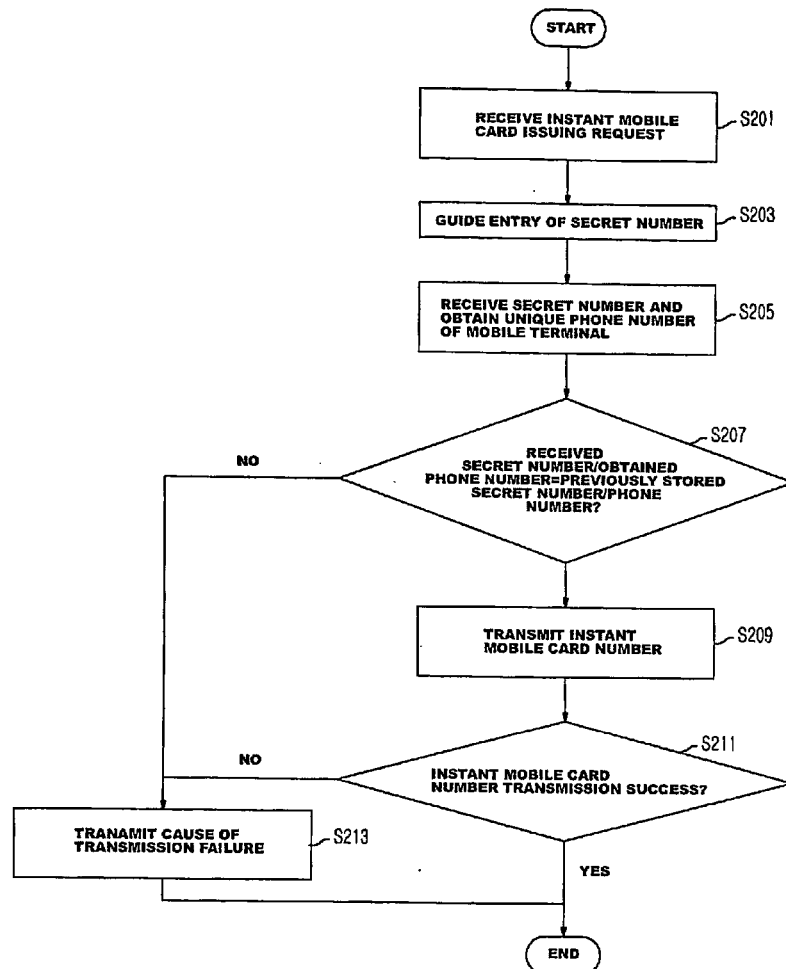 START
RECEIVE INSTANT MOBILE
CARD ISSUING REQUEST
S201
GUIDE ENTRY OF SECRET NUMBER
S203
RECEIVE SECRET NUMBER AND
OBTAIN UNIQUE PHONE NUMBER
OF MOBILE TERMINAL
S205
S207
NO
RECEIVED
SECRET NUMBER/OBTAINED
PHONE NUMBER=PREVIOUSLY STORED
SECRET NUMBER/PHONE
NUMBER?
TRANSMIT INSTANT
MOBILE CARD NUMBER
S209
S211
NO
INSTANT MOBILE CARD
NUMBER TRANSMISSION SUCCESS?
TRANAMIT CAUSE OF
TRANSMISSION FAILURE
S213
YES
END